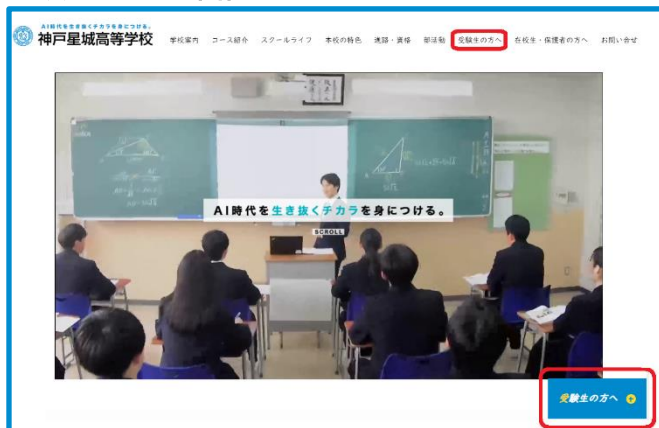 AI時代を生き抜くチカラを身につける。
神戸星城高等学校
学校案内 コース紹介 スクールライフ 本校の特色 進路・資格 部活動 受験生の方へ 在校生・保護者の方へ お問い合せ
AI時代を生き抜くチカラを身につける。
SCROLL
受験生の方へ